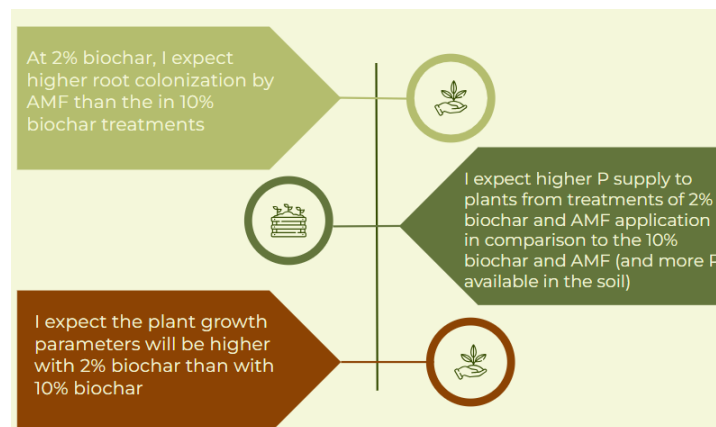 At 2% biochar, I expect
higher root colonization by
AMF than the in 10%
biochar treatments
I expect higher P supply to
plants from treatments of 2%
biochar and AMF application
in comparison to the 10%
biochar and AMF (and more P
available in the soil)
I expect the plant growth
parameters will be higher
with 2% biochar than with
10% biochar